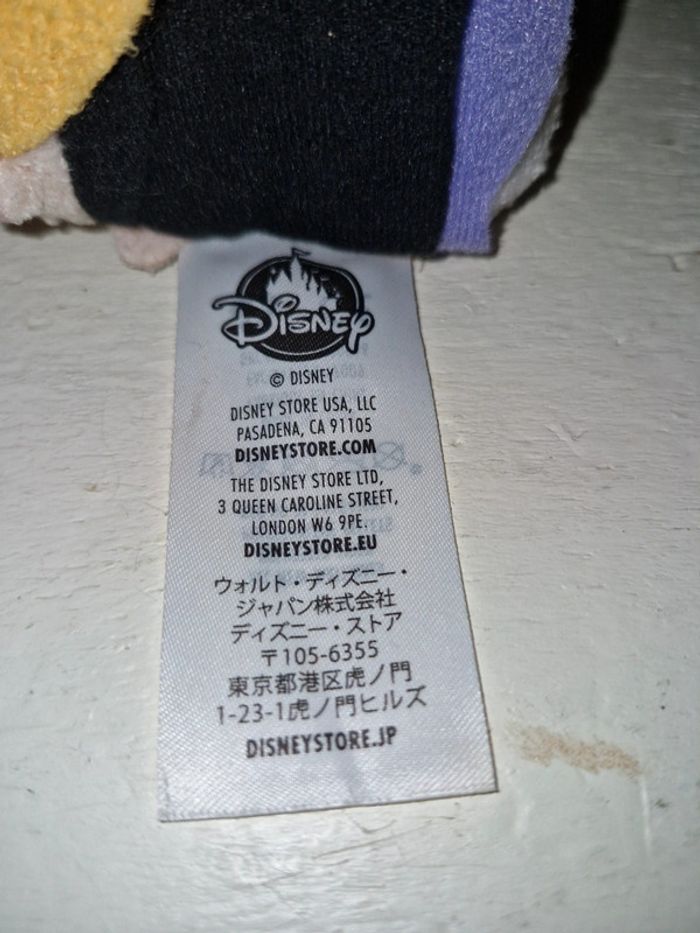 DISNEY
© DISNEY
DISNEY STORE USA, LLC
PASADENA, CA 91105
DISNEYSTORE.COM
THE DISNEY STORE LTD,
3 QUEEN CAROLINE STREET,
LONDON W6 9PE.
DISNEYSTORE.EU
ウォルト・ディズニー・
ジャパン株式会社
ディズニー・ストア
〒105-6355
東京都港区虎ノ門
1-23-1虎ノ門ヒルズ
DISNEYSTORE.JP